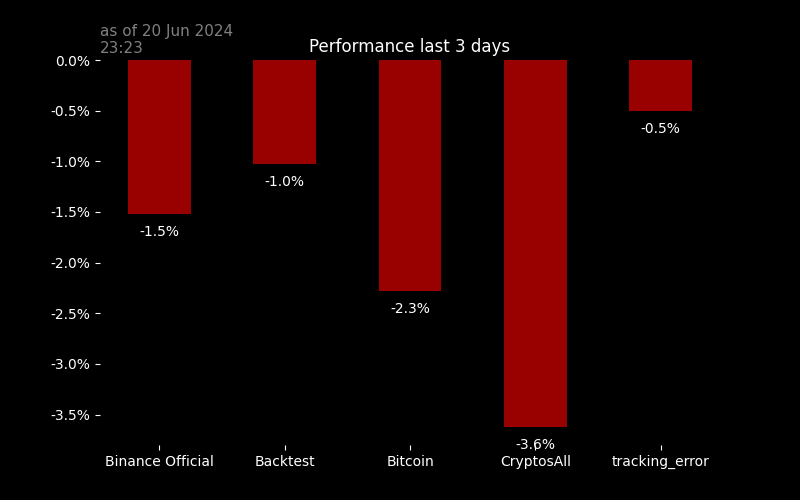 as of 20 Jun 2024
23:23
Performance last 3 days
0.0%
-0.5%
-1.0%
-1.5%
-2.0%
-2.5%
-3.0%
-3.5%
-1.5%
-1.0%
-2.3%
-3.6%
-0.5%
Binance Official
Backtest
Bitcoin
CryptosAll
tracking_error